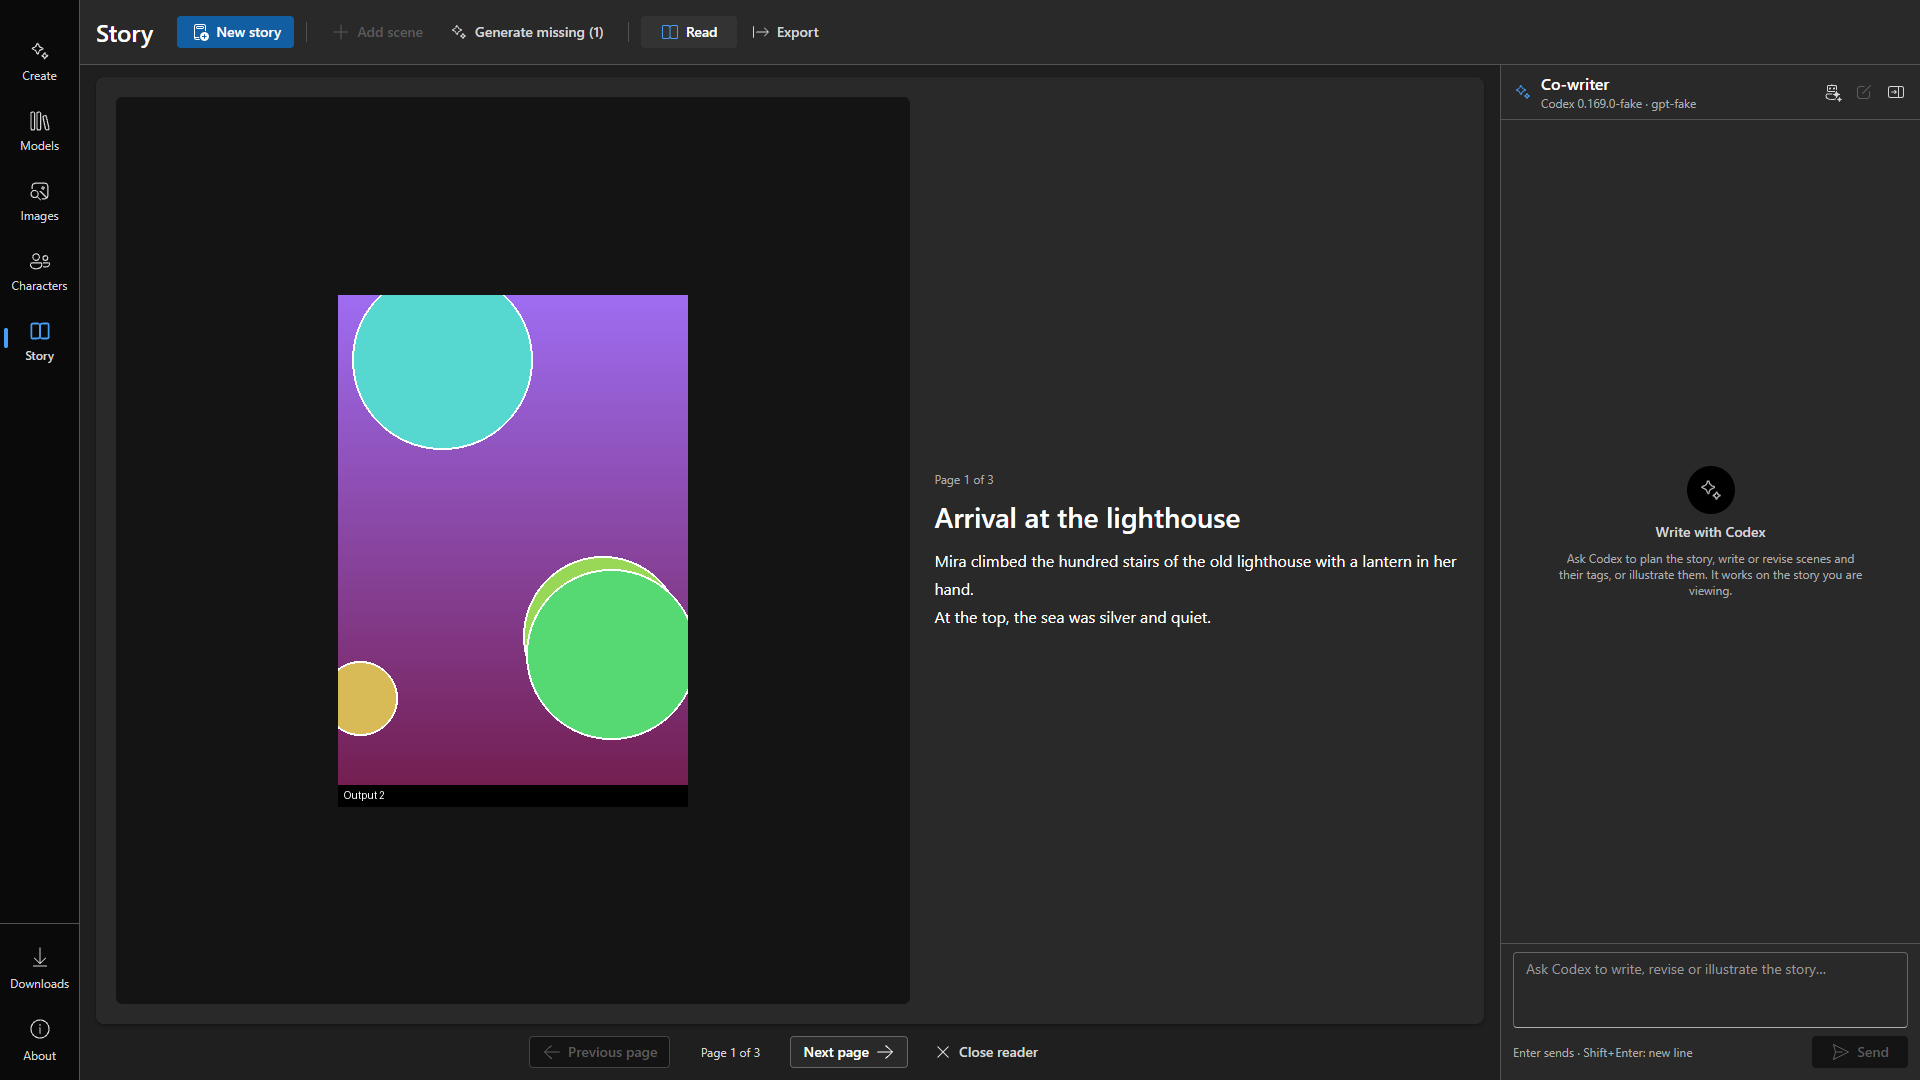 Story
New story
Add scene
Generate missing (1)
Read
Export
Create
Models
Images
Characters
Story
Downloads
About
Output 2
Page 1 of 3
Arrival at the lighthouse
Mira climbed the hundred stairs of the old lighthouse with a lantern in her
hand.
At the top, the sea was silver and quiet.
Previous page
Page 1 of 3
Next page
Close reader
Co-writer
Codex 0.169.0-fake · gpt-fake
Write with Codex
Ask Codex to plan the story, write or revise scenes and
their tags, or illustrate them. It works on the story you are
viewing.
Ask Codex to write, revise or illustrate the story...
Enter sends · Shift+Enter: new line
Send